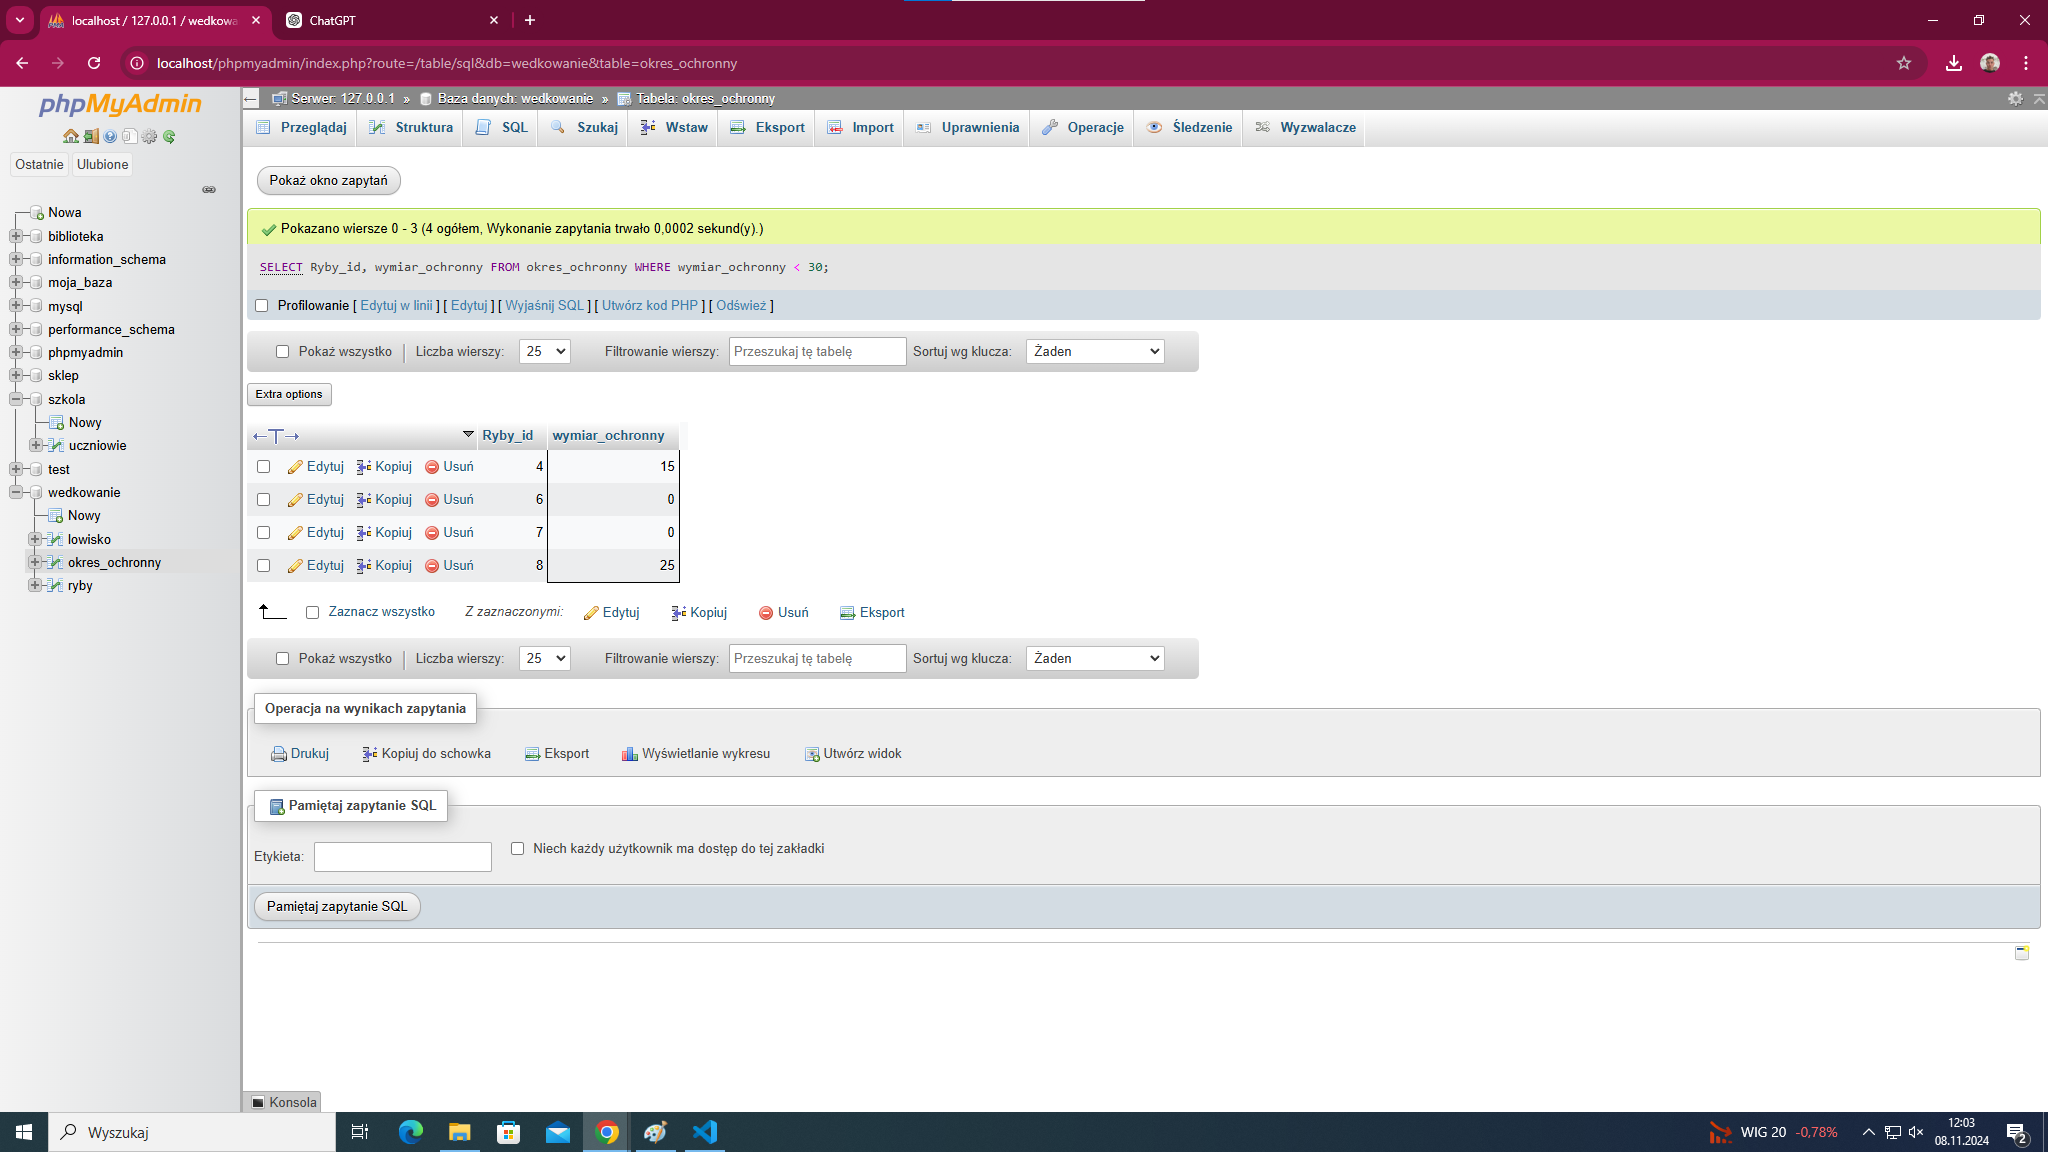 localhost / 127.0.0.1 / wedkowa
ChatGPT
localhost/phpmyadmin/index.php?route=/table/sql&db=wedkowanie&table=okres_ochronny
phpMyAdmin
Ostatnie Ulubione
Nowa
biblioteka
information_schema
moja_baza
mysql
performance_schema
phpmyadmin
sklep
szkola
Nowy
uczniowie
test
wedkowanie
Nowy
lowisko
okres_ochronny
ryby
Serwer: 127.0.0.1 » Baza danych: wedkowanie » Tabela: okres_ochronny
Przeglądaj Struktura SQL Szukaj Wstaw Eksport Import Uprawnienia Operacje Śledzenie Wyzwalacze
Pokaż okno zapytań
Pokazano wiersze 0 - 3 (4 ogółem, Wykonanie zapytania trwało 0,0002 sekund(y).)
SELECT Ryby_id, wymiar_ochronny FROM okres_ochronny WHERE wymiar_ochronny < 30;
Profilowanie [ Edytuj w linii ] [ Edytuj ] [ Wyjaśnij SQL ] [ Utwórz kod PHP ] [ Odśwież ]
Pokaż wszystko | Liczba wierszy: 25 Filtrowanie wierszy: Przeszukaj tę tabelę Sortuj wg klucza: Żaden
Extra options
←T→ Ryby_id wymiar_ochronny
Edytuj Kopiuj Usuń 4 15
Edytuj Kopiuj Usuń 6 0
Edytuj Kopiuj Usuń 7 0
Edytuj Kopiuj Usuń 8 25
Zaznacz wszystko Z zaznaczonymi: Edytuj Kopiuj Usuń Eksport
Pokaż wszystko | Liczba wierszy: 25 Filtrowanie wierszy: Przeszukaj tę tabelę Sortuj wg klucza: Żaden
Operacja na wynikach zapytania
Drukuj Kopiuj do schowka Eksport Wyświetlanie wykresu Utwórz widok
Pamiętaj zapytanie SQL
Etykieta: Niech każdy użytkownik ma dostęp do tej zakładki
Pamiętaj zapytanie SQL
Konsola
Wyszukaj
WIG 20 -0,78%
12:03
08.11.2024
2